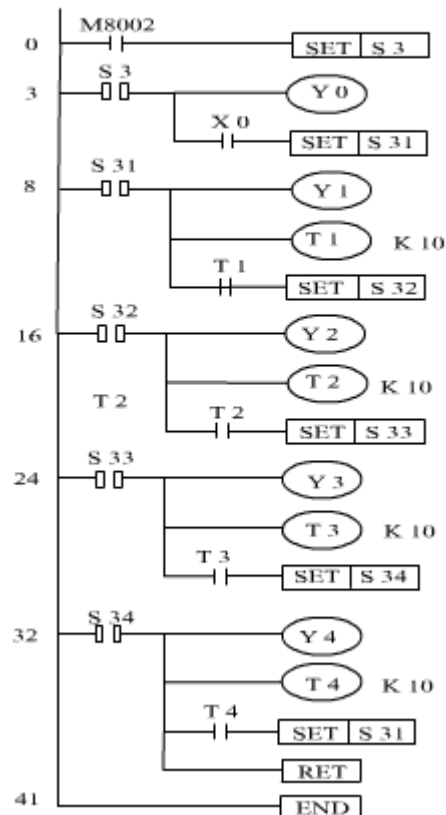 M8002
0 SET S 3
S 3
3 Y 0
X 0
SET S 31
S 31
8 Y 1
T 1 K 10
T 1
SET S 32
S 32
16 Y 2
T 2 K 10
T 2
T 2
SET S 33
S 33
24 Y 3
T 3 K 10
T 3
SET S 34
S 34
32 Y 4
T 4 K 10
T 4
SET S 31
RET
41 END